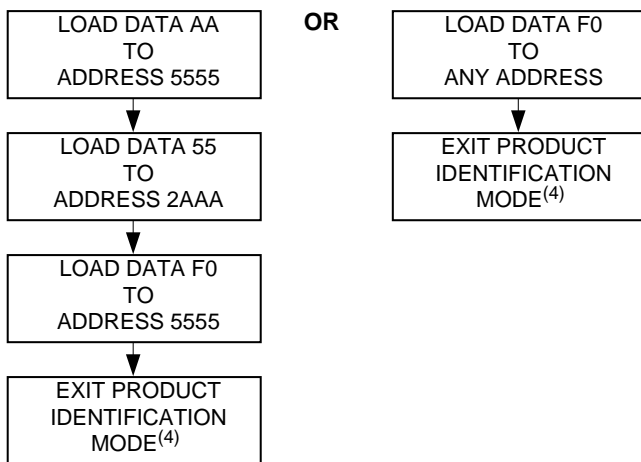 LOAD DATA AA
TO
ADDRESS 5555
LOAD DATA 55
TO
ADDRESS 2AAA
LOAD DATA F0
TO
ADDRESS 5555
EXIT PRODUCT
IDENTIFICATION
MODE(4)
OR
LOAD DATA F0
TO
ANY ADDRESS
EXIT PRODUCT
IDENTIFICATION
MODE(4)